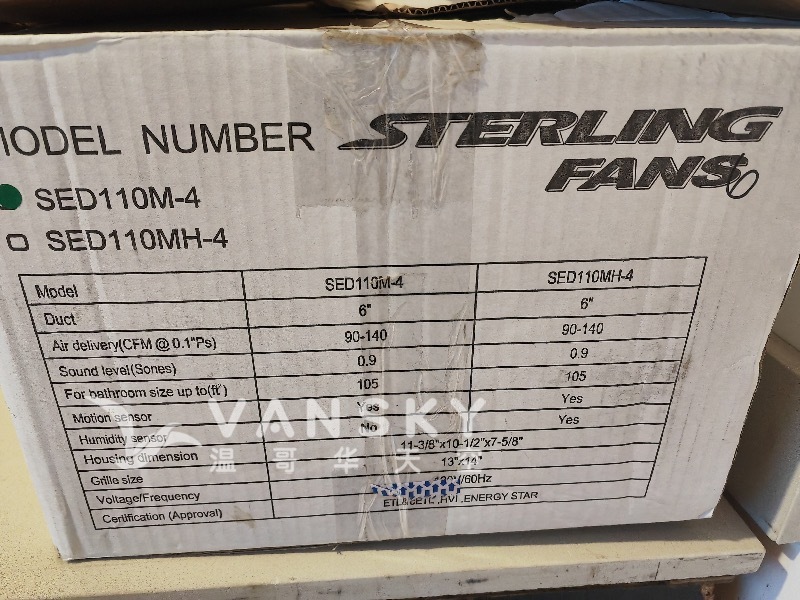 MODEL NUMBER
STERLING
FANS
SED110M-4
SED110MH-4
Model SED110M-4 SED110MH-4
Duct 6" 6"
Air delivery(CFM @ 0.1"Ps) 90-140 90-140
Sound level(Sones) 0.9 0.9
For bathroom size up to(ft²) 105 105
Motion sensor Yes Yes
Humidity sensor No Yes
Housing dimension 11-3/8"x10-1/2"x7-5/8"
Grille size 13"x14"
Voltage/Frequency /60Hz
Certification (Approval) HVI ,ENERGY STAR
VANSKY
温哥华天